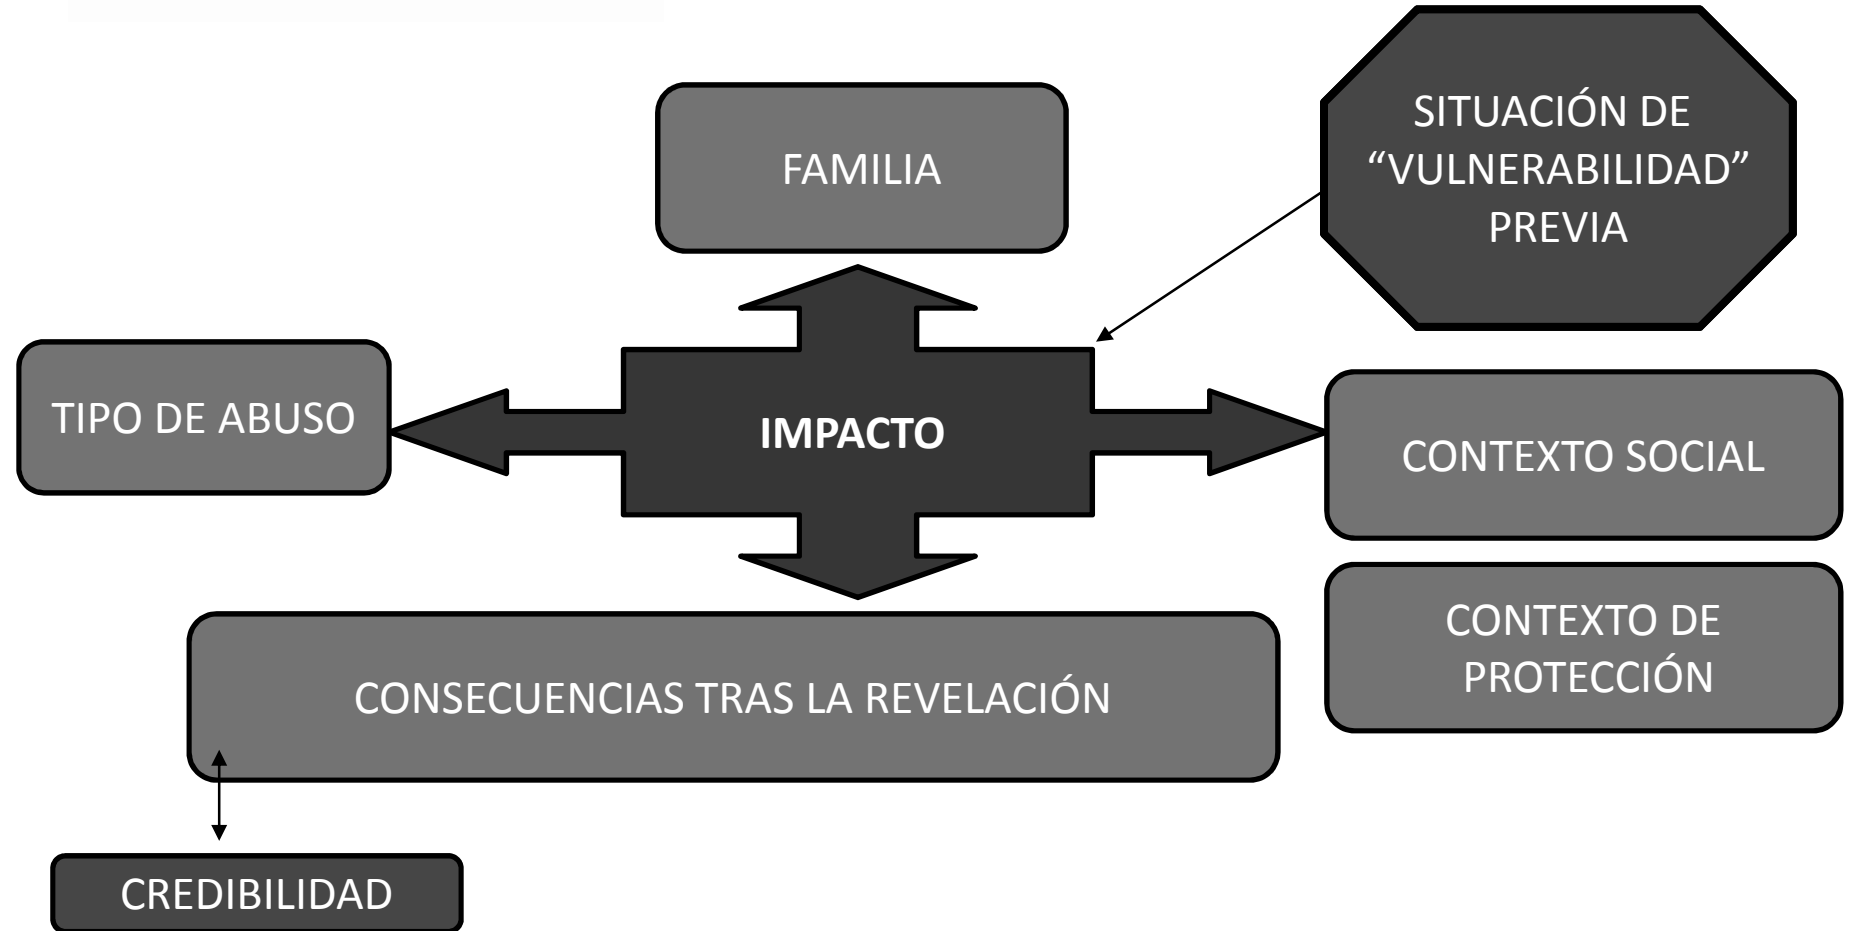 FAMILIA
SITUACIÓN DE
“VULNERABILIDAD”
PREVIA
TIPO DE ABUSO
IMPACTO
CONTEXTO SOCIAL
CONTEXTO DE
PROTECCIÓN
CONSECUENCIAS TRAS LA REVELACIÓN
CREDIBILIDAD